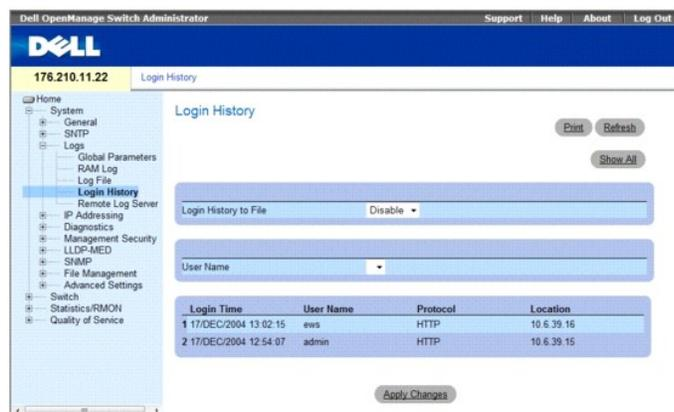 Dell OpenManage Switch Administrator
Support Help About Log Out
DELL
176.210.11.22
Login History
Home
System
General
SNTP
Logs
Global Parameters
RAM Log
Log File
Login History
Remote Log Server
IP Addressing
Diagnostics
Management Security
LLDP-MED
SNMP
File Management
Advanced Settings
Switch
Statistics/RMON
Quality of Service
Login History
Print Refresh
Show All
Login History to File Disable
User Name
Login Time User Name Protocol Location
1 17/DEC/2004 13:02:15 ews HTTP 10.6.39.16
2 17/DEC/2004 12:54:07 admin HTTP 10.6.39.15
Apply Changes